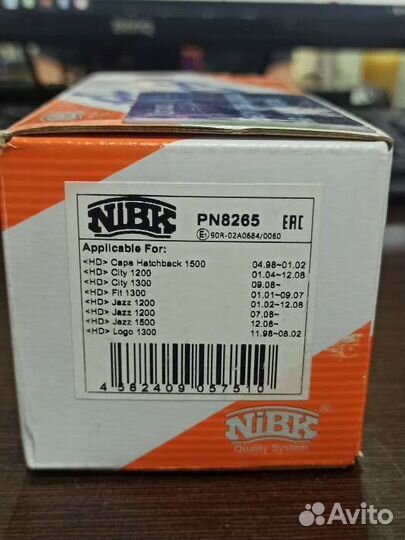 NiBK PN8265 EAC
E1 90R-02A0684/0060
Applicable For:
<HD> Capa Hatchback 1500 04.98~01.02
<HD> City 1200 01.04~12.08
<HD> City 1300 09.08~
<HD> Fit 1300 01.01~09.07
<HD> Jazz 1200 01.02~12.08
<HD> Jazz 1200 07.08~
<HD> Jazz 1500 12.08~
<HD> Logo 1300 11.98~08.02
4 582409 057510
NiBK
Quality System
Avito